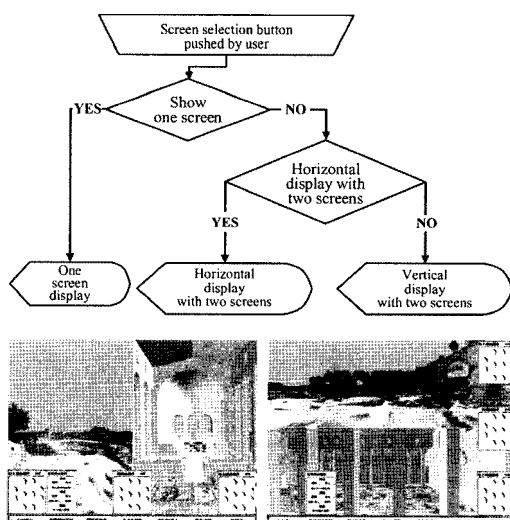 Screen selection button
pushed by user
Show
one screen
YES
NO
Horizontal
display with
two screens
YES
NO
One
screen
display
Horizontal
display
with two screens
Vertical
display
with two screens